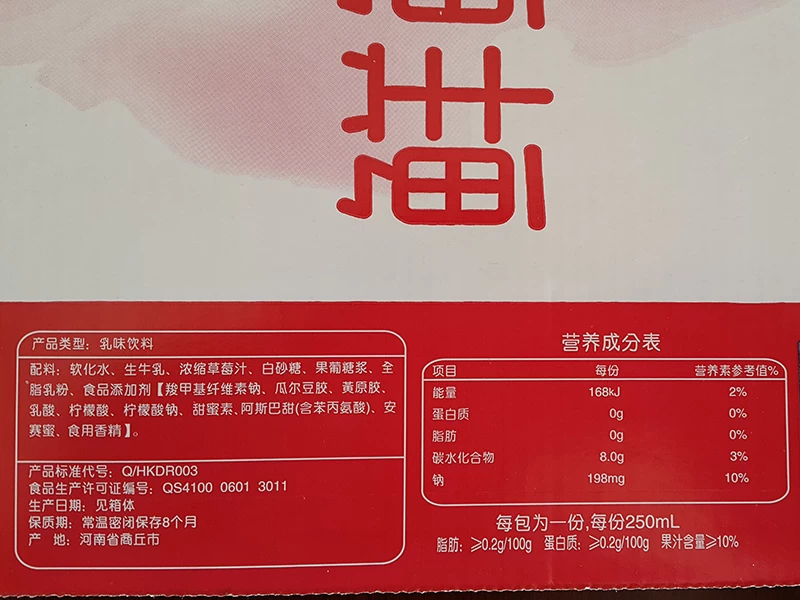 产品类型：乳味饮料
配料：软化水、生牛乳、浓缩草莓汁、白砂糖、果葡糖浆、全
脂乳粉、食品添加剂【羧甲基纤维素钠、瓜尔豆胶、黄原胶、
乳酸、柠檬酸、柠檬酸钠、甜蜜素、阿斯巴甜(含苯丙氨酸)、安
赛蜜、食用香精】。
产品标准代号：Q/HKDR003
食品生产许可证编号：QS4100 0601 3011
生产日期：见箱体
保质期：常温密闭保存8个月
产 地：河南省商丘市
营养成分表
项目 每份 营养素参考值%
能量 168kJ 2%
蛋白质 0g 0%
脂肪 0g 0%
碳水化合物 8.0g 3%
钠 198mg 10%
每包为一份,每份250mL
脂肪：≥0.2g/100g 蛋白质：≥0.2g/100g 果汁含量≥10%